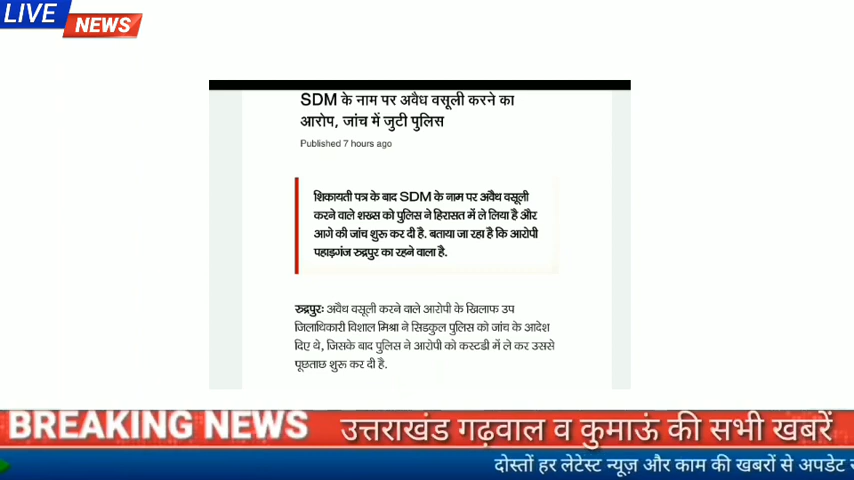 LIVE
NEWS
SDM के नाम पर अवैध वसूली करने का
आरोप, जांच में जुटी पुलिस
Published 7 hours ago
शिकायती पत्र के बाद SDM के नाम पर अवैध वसूली
करने वाले शख्स को पुलिस ने हिरासत में ले लिया है और
आगे की जांच शुरू कर दी है. बताया जा रहा है कि आरोपी
पहाड़गंज रुद्रपुर का रहने वाला है.
रुद्रपुरः अवैध वसूली करने वाले आरोपी के खिलाफ उप
जिलाधिकारी विशाल मिश्रा ने सिडकुल पुलिस को जांच के आदेश
दिए थे, जिसके बाद पुलिस ने आरोपी को कस्टडी में ले कर उससे
पूछताछ शुरू कर दी है.
BREAKING NEWS उत्तराखंड गढ़वाल व कुमाऊं की सभी खबरें
दोस्तों हर लेटेस्ट न्यूज़ और काम की खबरों से अपडेट